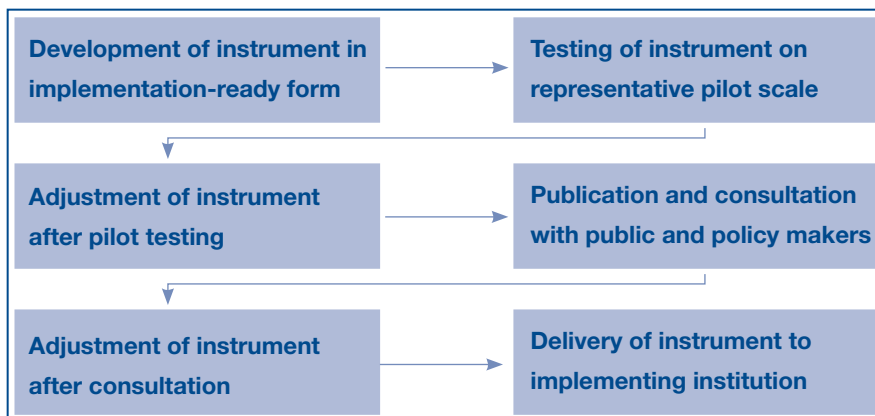 Development of instrument in
implementation-ready form
Testing of instrument on
representative pilot scale
Adjustment of instrument
after pilot testing
Publication and consultation
with public and policy makers
Adjustment of instrument
after consultation
Delivery of instrument to
implementing institution